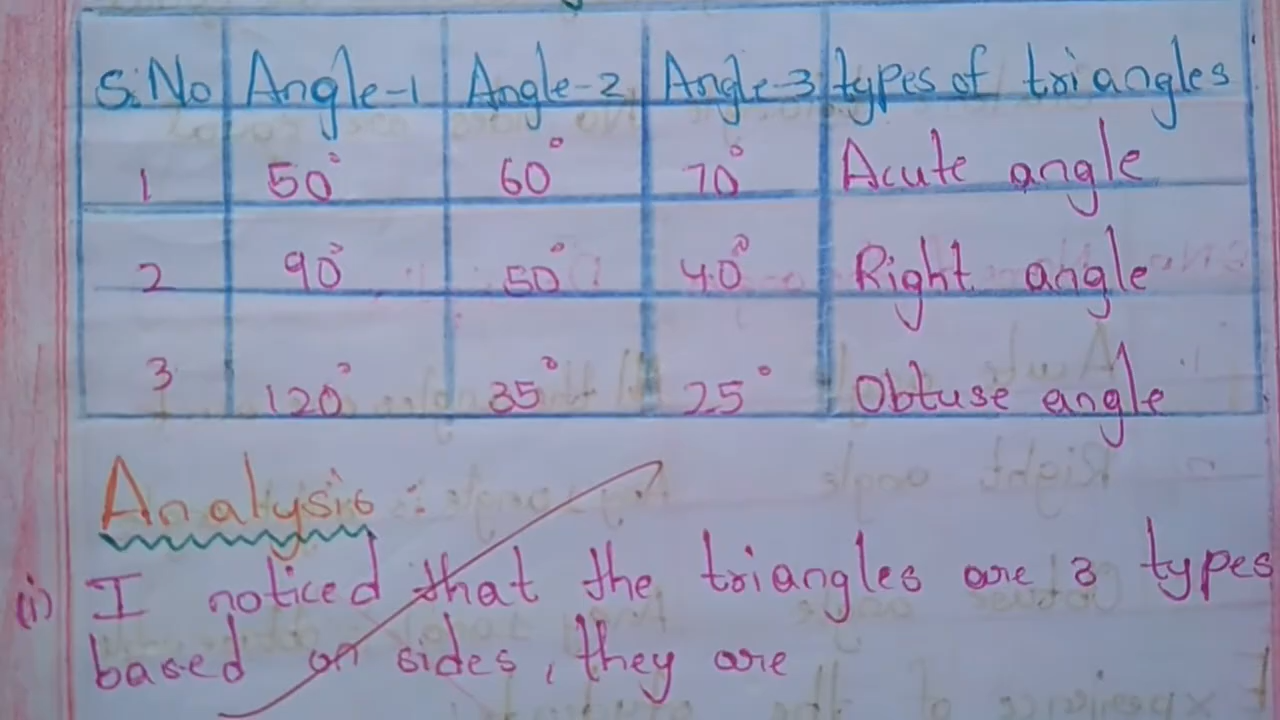 S.No Angle-1 Angle-2 Angle-3 types of triangles
1 50° 60° 70° Acute angle
2 90° 50° 40° Right angle
3 120° 35° 25° Obtuse angle
Analysis :
(i) I noticed that the triangles are 3 types
based on sides, they are